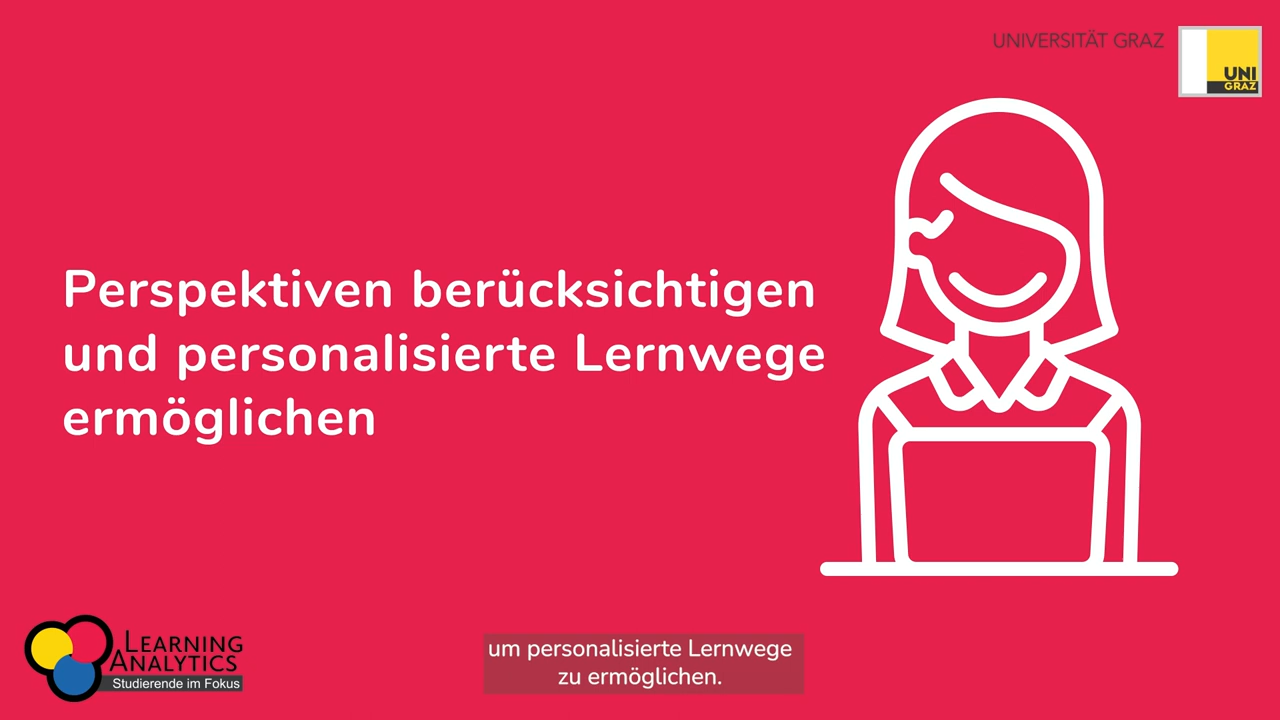 UNIVERSITÄT GRAZ
UNI
GRAZ
Perspektiven berücksichtigen
und personalisierte Lernwege
ermöglichen
LEARNING
ANALYTICS
Studierende im Fokus
um personalisierte Lernwege
zu ermöglichen.